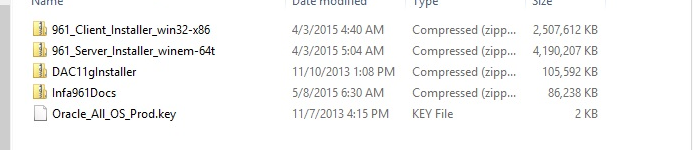 Name Date modified Type Size
961_Client_Installer_win32-x86 4/3/2015 4:40 AM Compressed (zipp... 2,507,612 KB
961_Server_Installer_winem-64t 4/3/2015 5:04 AM Compressed (zipp... 4,190,207 KB
DAC11gInstaller 11/10/2013 1:08 PM Compressed (zipp... 105,592 KB
Infa961Docs 5/8/2015 6:30 AM Compressed (zipp... 86,238 KB
Oracle_All_OS_Prod.key 11/7/2013 4:15 PM KEY File 2 KB